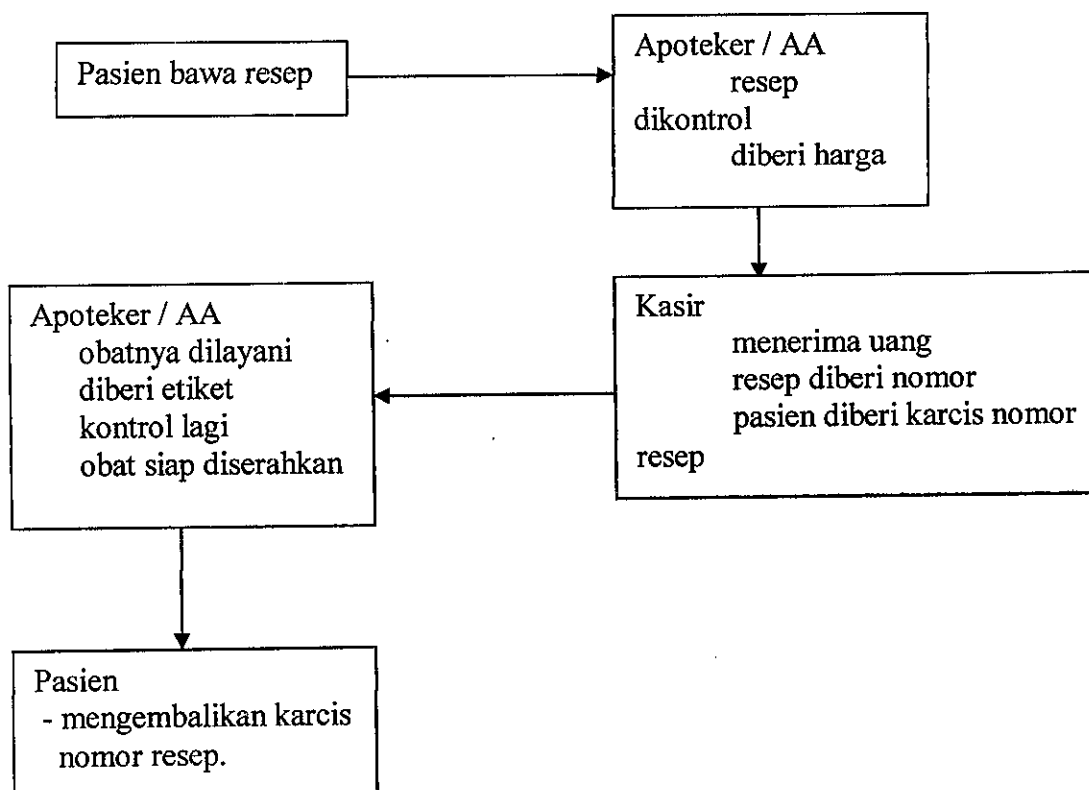 Pasien bawa resep
Apoteker / AA
resep
dikontrol
diberi harga
Kasir
menerima uang
resep diberi nomor
pasien diberi karcis nomor
resep
Apoteker / AA
obatnya dilayani
diberi etiket
kontrol lagi
obat siap diserahkan
Pasien
- mengembalikan karcis
nomor resep.